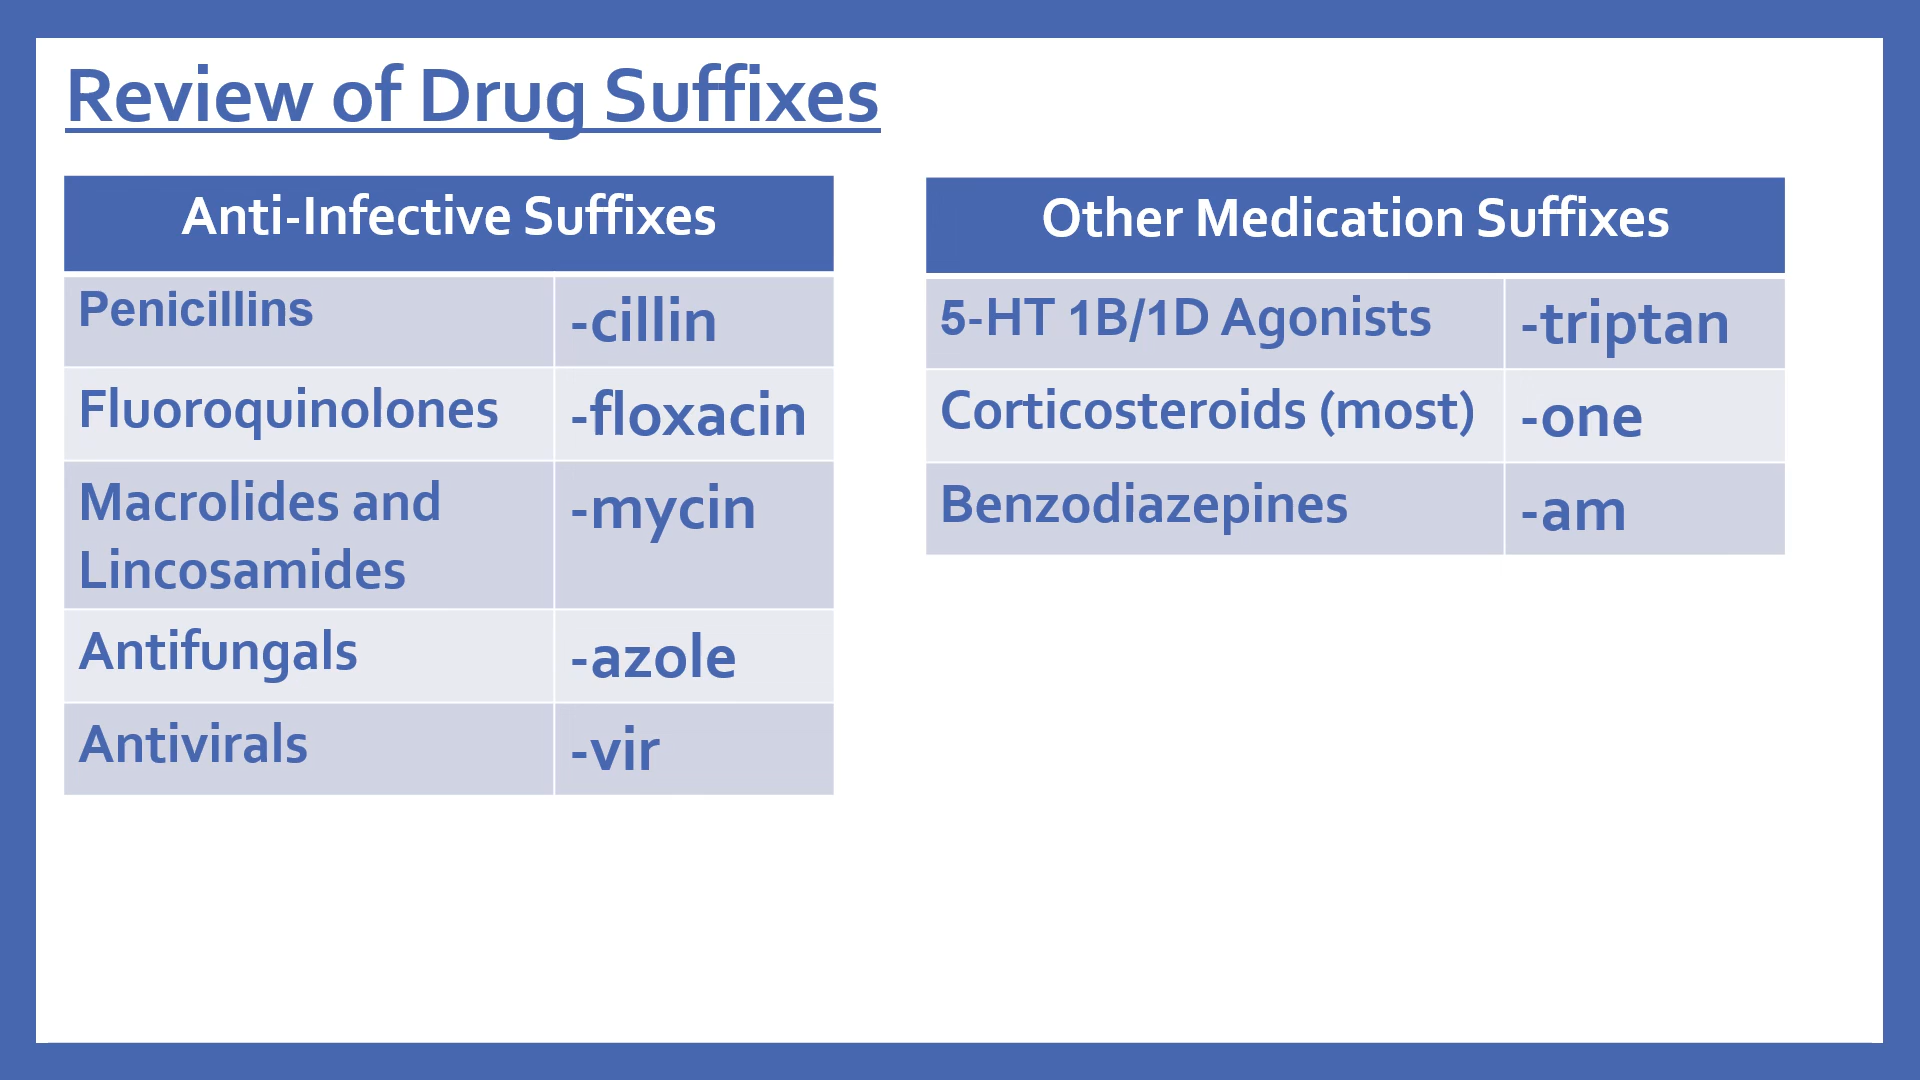 Review of Drug Suffixes
Anti-Infective Suffixes
Penicillins -cillin
Fluoroquinolones -floxacin
Macrolides and -mycin
Lincosamides
Antifungals -azole
Antivirals -vir
Other Medication Suffixes
5-HT 1B/1D Agonists -triptan
Corticosteroids (most) -one
Benzodiazepines -am